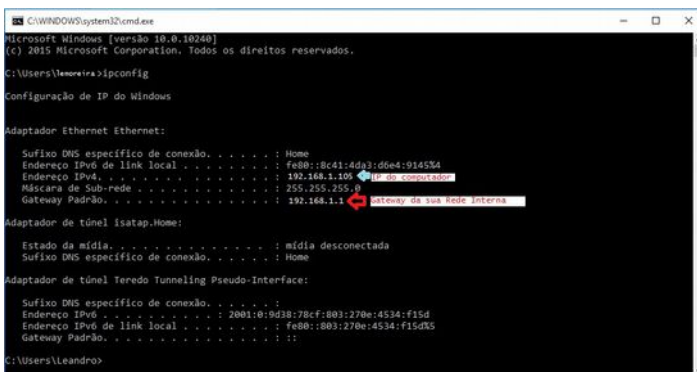 C:\WINDOWS\system32\cmd.exe
Microsoft Windows [versão 10.0.10240]
(c) 2015 Microsoft Corporation. Todos os direitos reservados.
C:\Users\lemoreira>ipconfig
Configuração de IP do Windows
Adaptador Ethernet Ethernet:
Sufixo DNS específico de conexão. . . . . . : Home
Endereço IPv6 de link local . . . . . . . . : fe80::8c41:4da3:d6e4:9145%4
Endereço IPv4. . . . . . . . . . . . . . . : 192.168.1.105 IP do computador
Máscara de Sub-rede . . . . . . . . . . . . : 255.255.255.0
Gateway Padrão. . . . . . . . . . . . . . . : 192.168.1.1 Gateway da sua Rede Interna
Adaptador de túnel isatap.Home:
Estado da mídia. . . . . . . . . . . . . . : mídia desconectada
Sufixo DNS específico de conexão. . . . . . : Home
Adaptador de túnel Teredo Tunneling Pseudo-Interface:
Sufixo DNS específico de conexão. . . . . . :
Endereço IPv6 . . . . . . . . . . : 2001:0:9d38:78cf:803:270e:4534:f15d
Endereço IPv6 de link local . . . . . . . . : fe80::803:270e:4534:f15d%5
Gateway Padrão. . . . . . . . . . . . . . . : ::
C:\Users\Leandro>